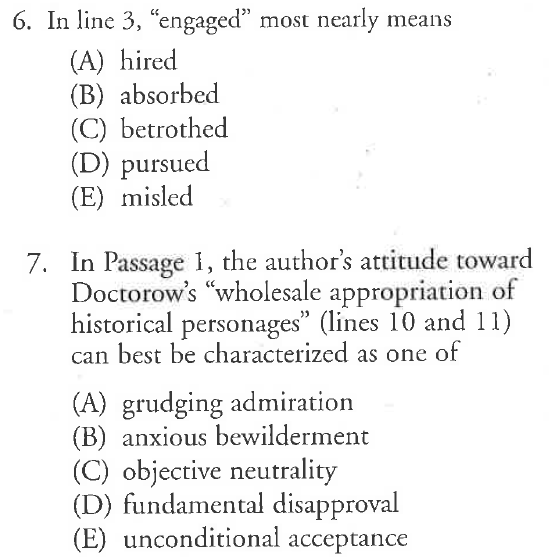 6. In line 3, “engaged” most nearly means
(A) hired
(B) absorbed
(C) betrothed
(D) pursued
(E) misled
7. In Passage 1, the author’s attitude toward
Doctorow’s “wholesale appropriation of
historical personages” (lines 10 and 11)
can best be characterized as one of
(A) grudging admiration
(B) anxious bewilderment
(C) objective neutrality
(D) fundamental disapproval
(E) unconditional acceptance